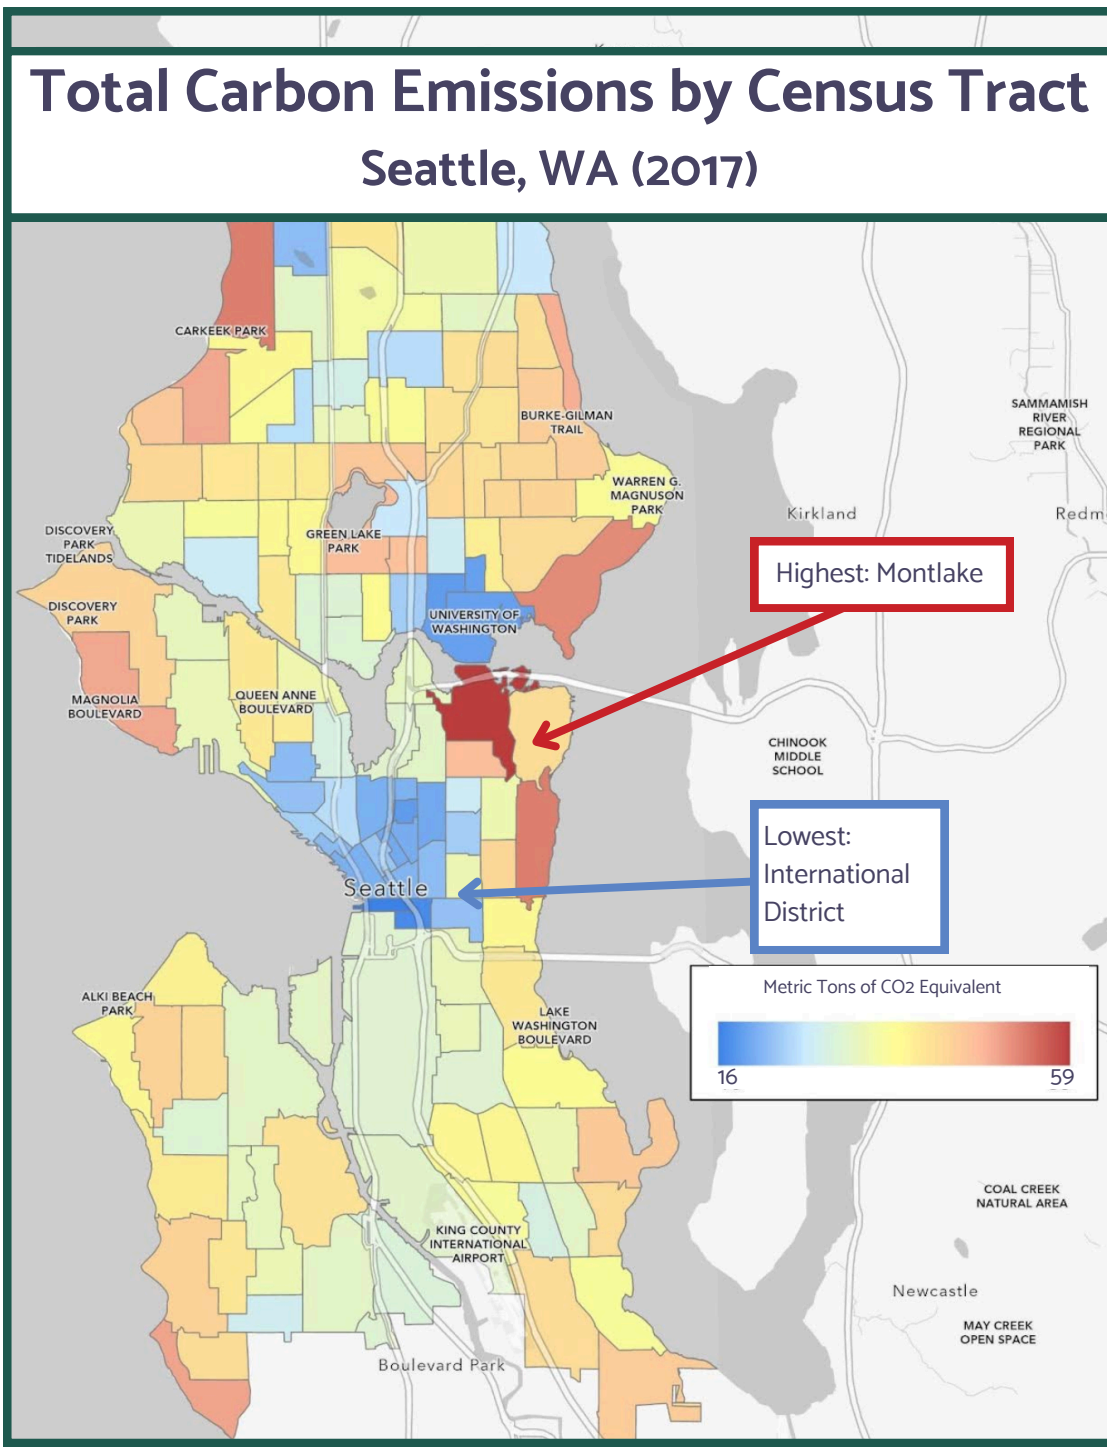 Total Carbon Emissions by Census Tract
Seattle, WA (2017)
CARKEEK PARK
BURKE-GILMAN
TRAIL
SAMMAMISH
RIVER
REGIONAL
PARK
WARREN G.
MAGNUSON
PARK
Kirkland
Redm
DISCOVERY
PARK
TIDELANDS
GREEN LAKE
PARK
Highest: Montlake
DISCOVERY
PARK
UNIVERSITY OF
WASHINGTON
MAGNOLIA
BOULEVARD
QUEEN ANNE
BOULEVARD
CHINOOK
MIDDLE
SCHOOL
Lowest:
International
District
Seattle
ALKI BEACH
PARK
LAKE
WASHINGTON
BOULEVARD
Metric Tons of CO2 Equivalent
16
59
COAL CREEK
NATURAL AREA
KING COUNTY
INTERNATIONAL
AIRPORT
Newcastle
MAY CREEK
OPEN SPACE
Boulevard Park